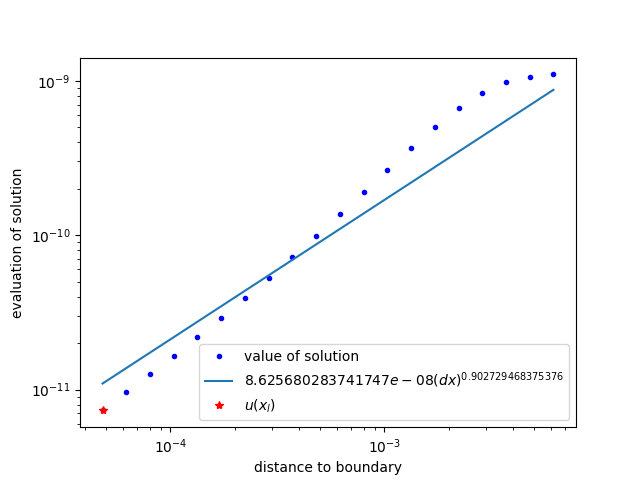 10⁻⁹
10⁻¹⁰
10⁻¹¹
evaluation of solution
value of solution
8.625680283741747e − 08(dx)^0.902729468375376
u(x_l)
10⁻⁴
10⁻³
distance to boundary